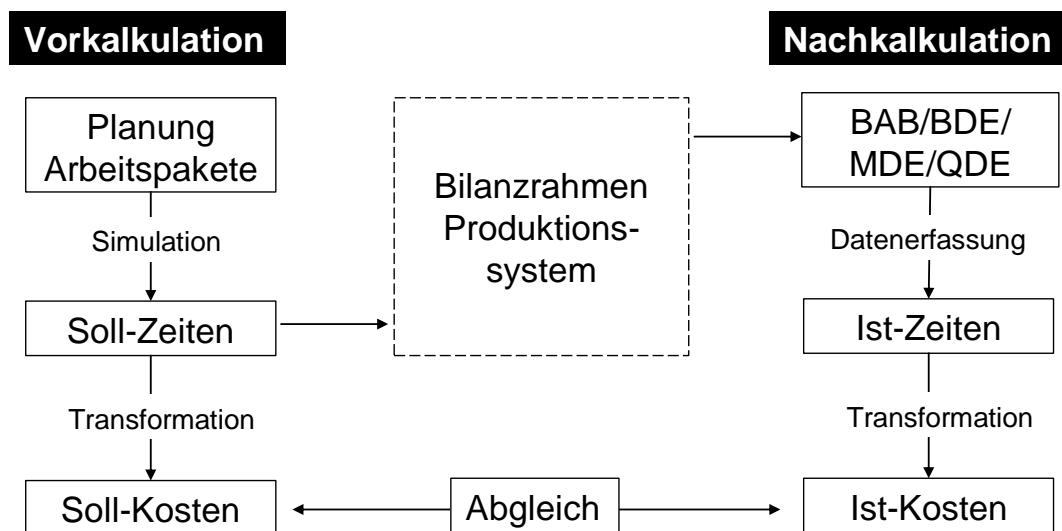 Vorkalkulation
Nachkalkulation
Planung
Arbeitspakete
Bilanzrahmen
Produktions-
system
BAB/BDE/
MDE/QDE
Simulation
Datenerfassung
Soll-Zeiten
Ist-Zeiten
Transformation
Transformation
Soll-Kosten
Abgleich
Ist-Kosten